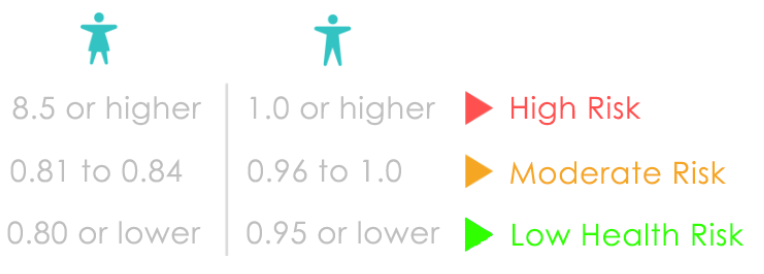 8.5 or higher 1.0 or higher High Risk
0.81 to 0.84 0.96 to 1.0 Moderate Risk
0.80 or lower 0.95 or lower Low Health Risk